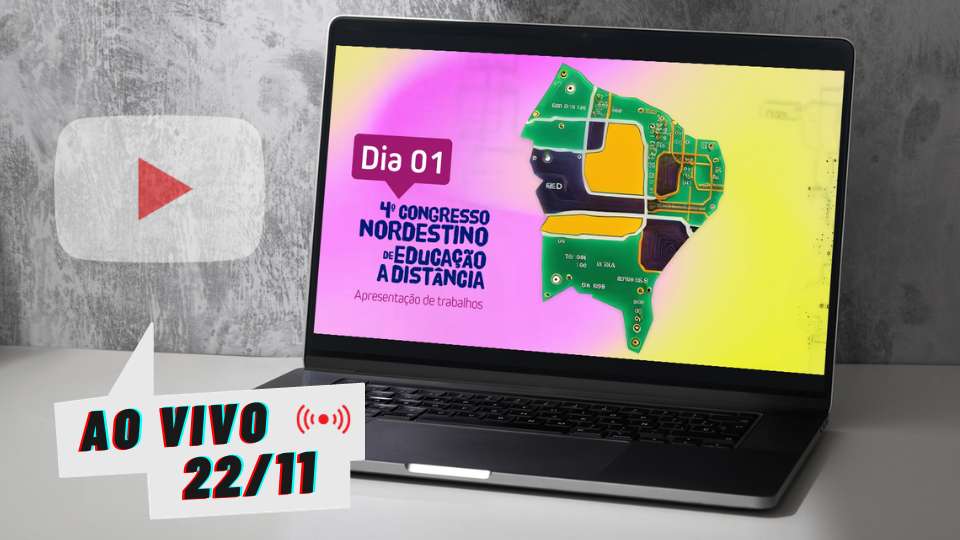 Dia 01
4º CONGRESSO
NORDESTINO
DE EDUCAÇÃO
A DISTÂNCIA
Apresentação de trabalhos
AO VIVO
22/11